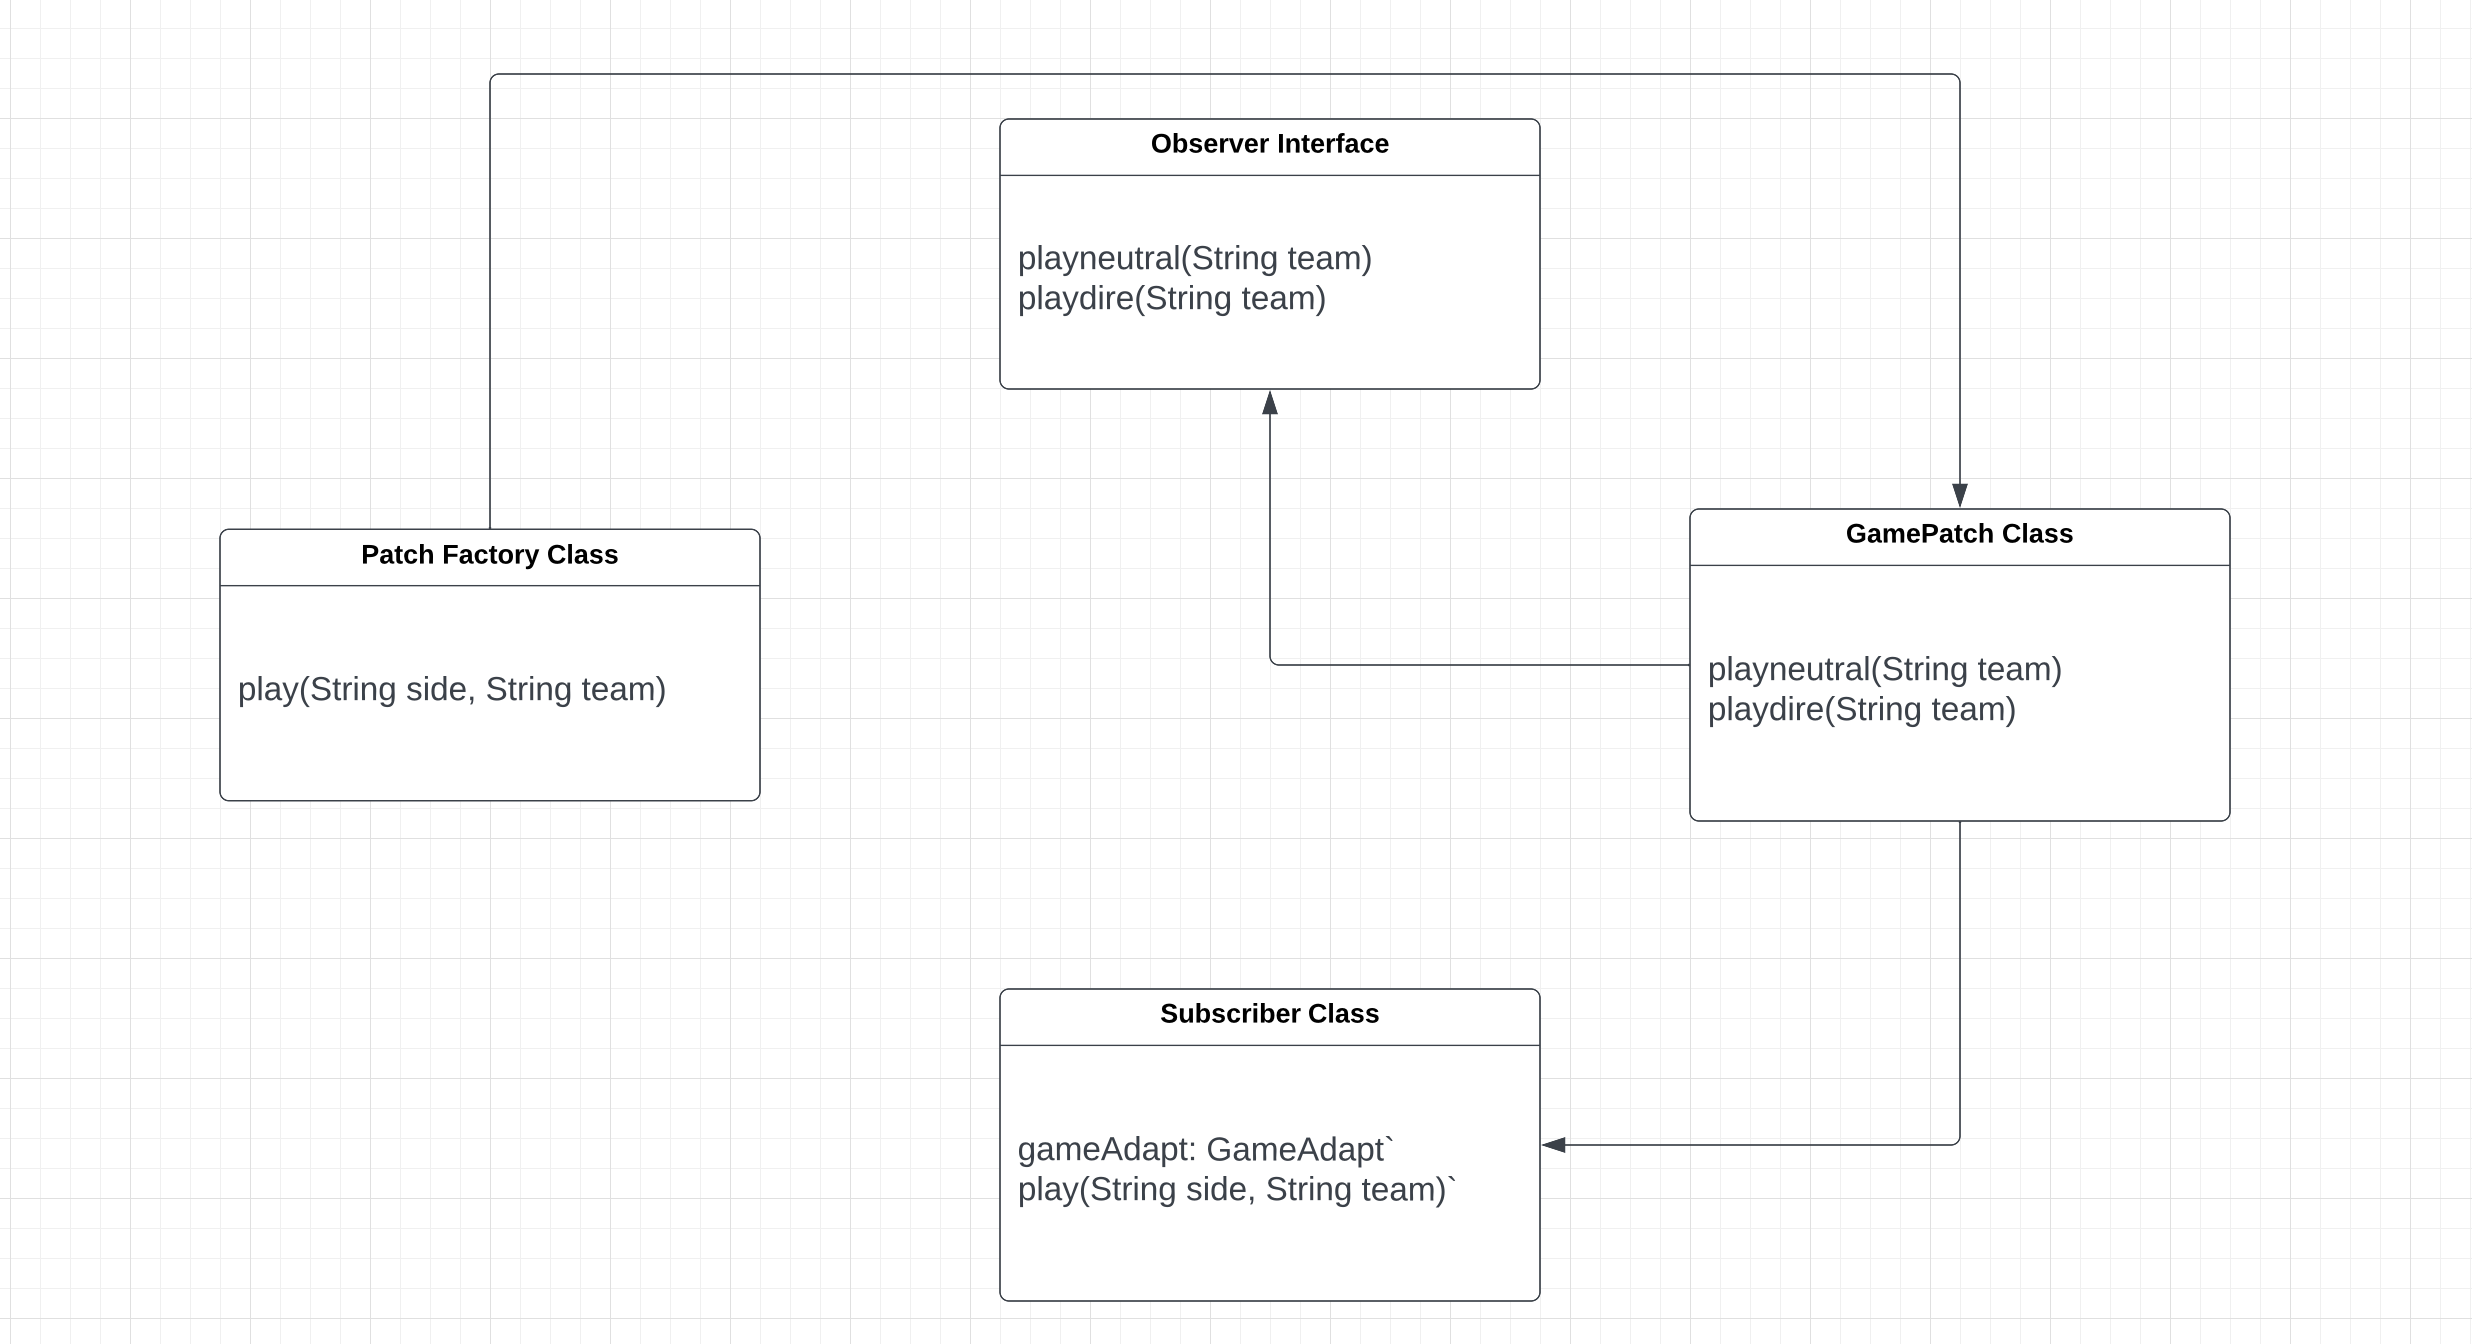 Observer Interface
playneutral(String team)
playdire(String team)
Patch Factory Class
play(String side, String team)
GamePatch Class
playneutral(String team)
playdire(String team)
Subscriber Class
gameAdapt: GameAdapt`
play(String side, String team)`